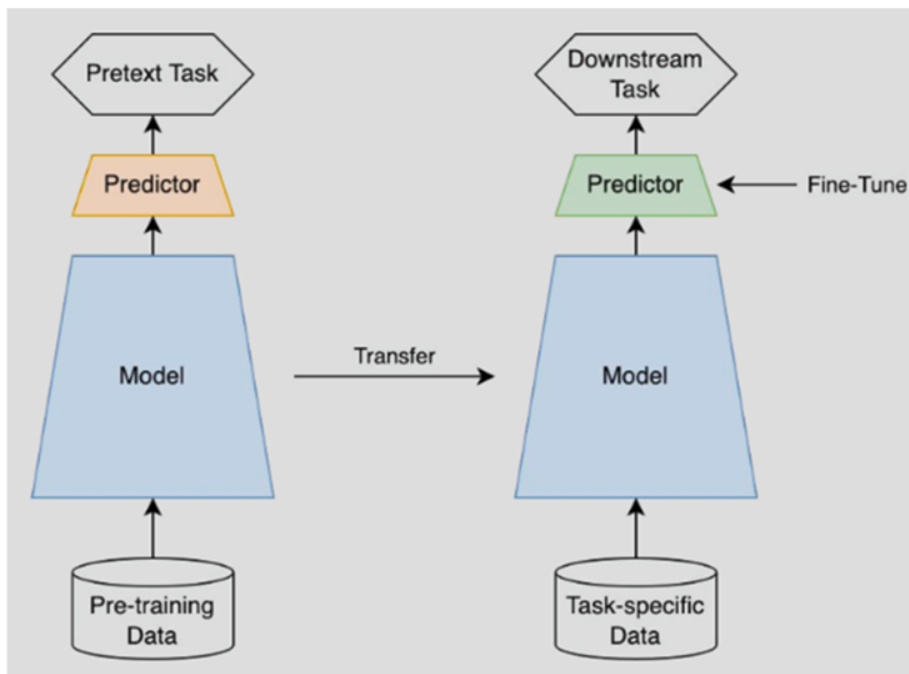 Pretext Task
Downstream
Task
Predictor
Predictor
Fine-Tune
Model
Transfer
Model
Pre-training
Data
Task-specific
Data